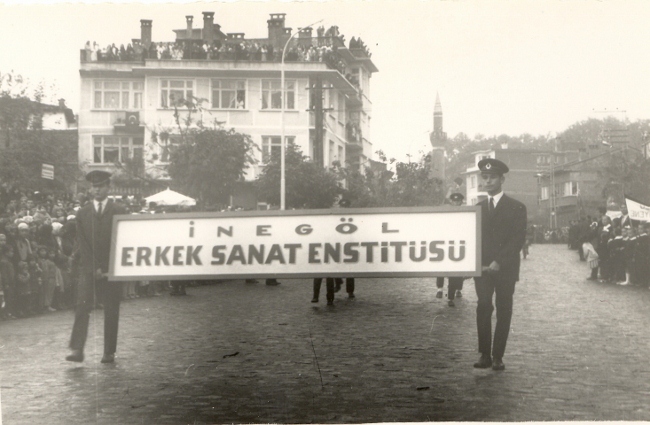 İNEGÖL
ERKEK SANAT ENSTİTÜSÜ